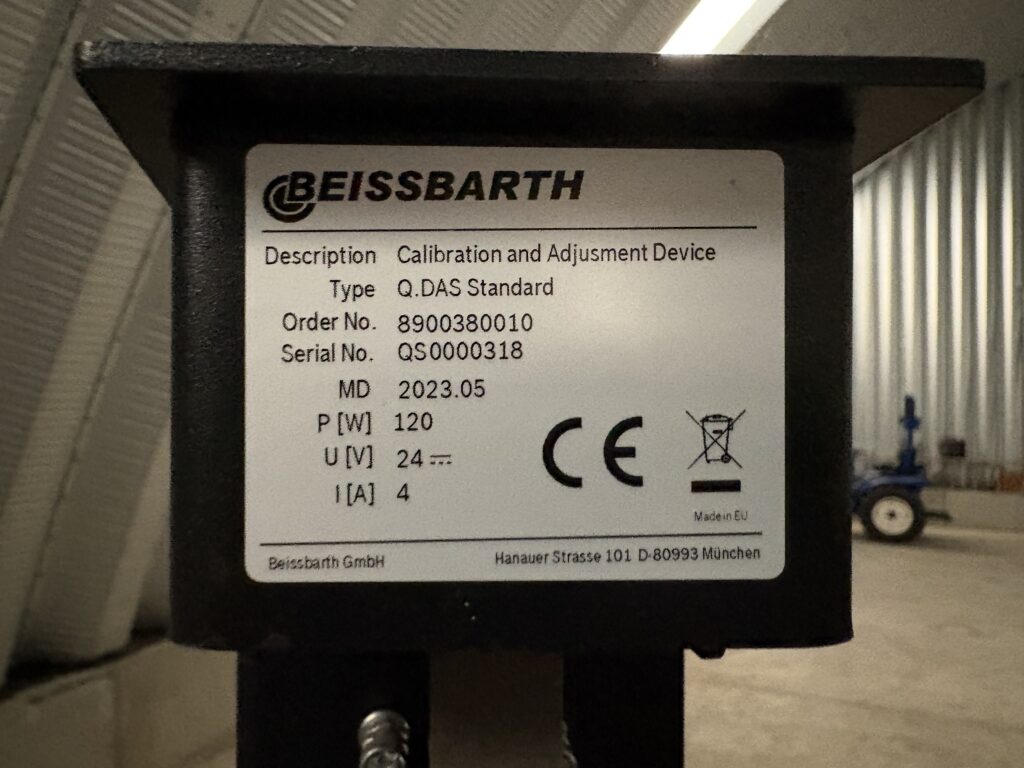 BEISSBARTH
Description Calibration and Adjusment Device
Type Q.DAS Standard
Order No. 8900380010
Serial No. QS0000318
MD 2023.05
P [W] 120
U [V] 24 ⎓
I [A] 4
CE
Made in EU
Beissbarth GmbH Hanauer Strasse 101 D-80993 München